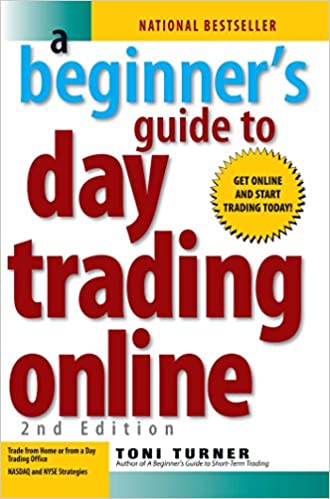 NATIONAL BESTSELLER
a
beginner's
guide to
day
trading
online
GET ONLINE
AND START
TRADING TODAY!
2nd Edition
Trade from Home or from a Day
Trading Office
NASDAQ and NYSE Strategies
TONI TURNER
Author of A Beginner's Guide to Short-Term Trading